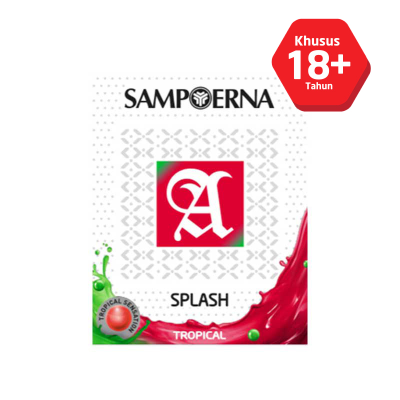 Khusus
18+
Tahun
SAMPOERNA
A
SPLASH
TROPICAL SENSATION
TROPICAL